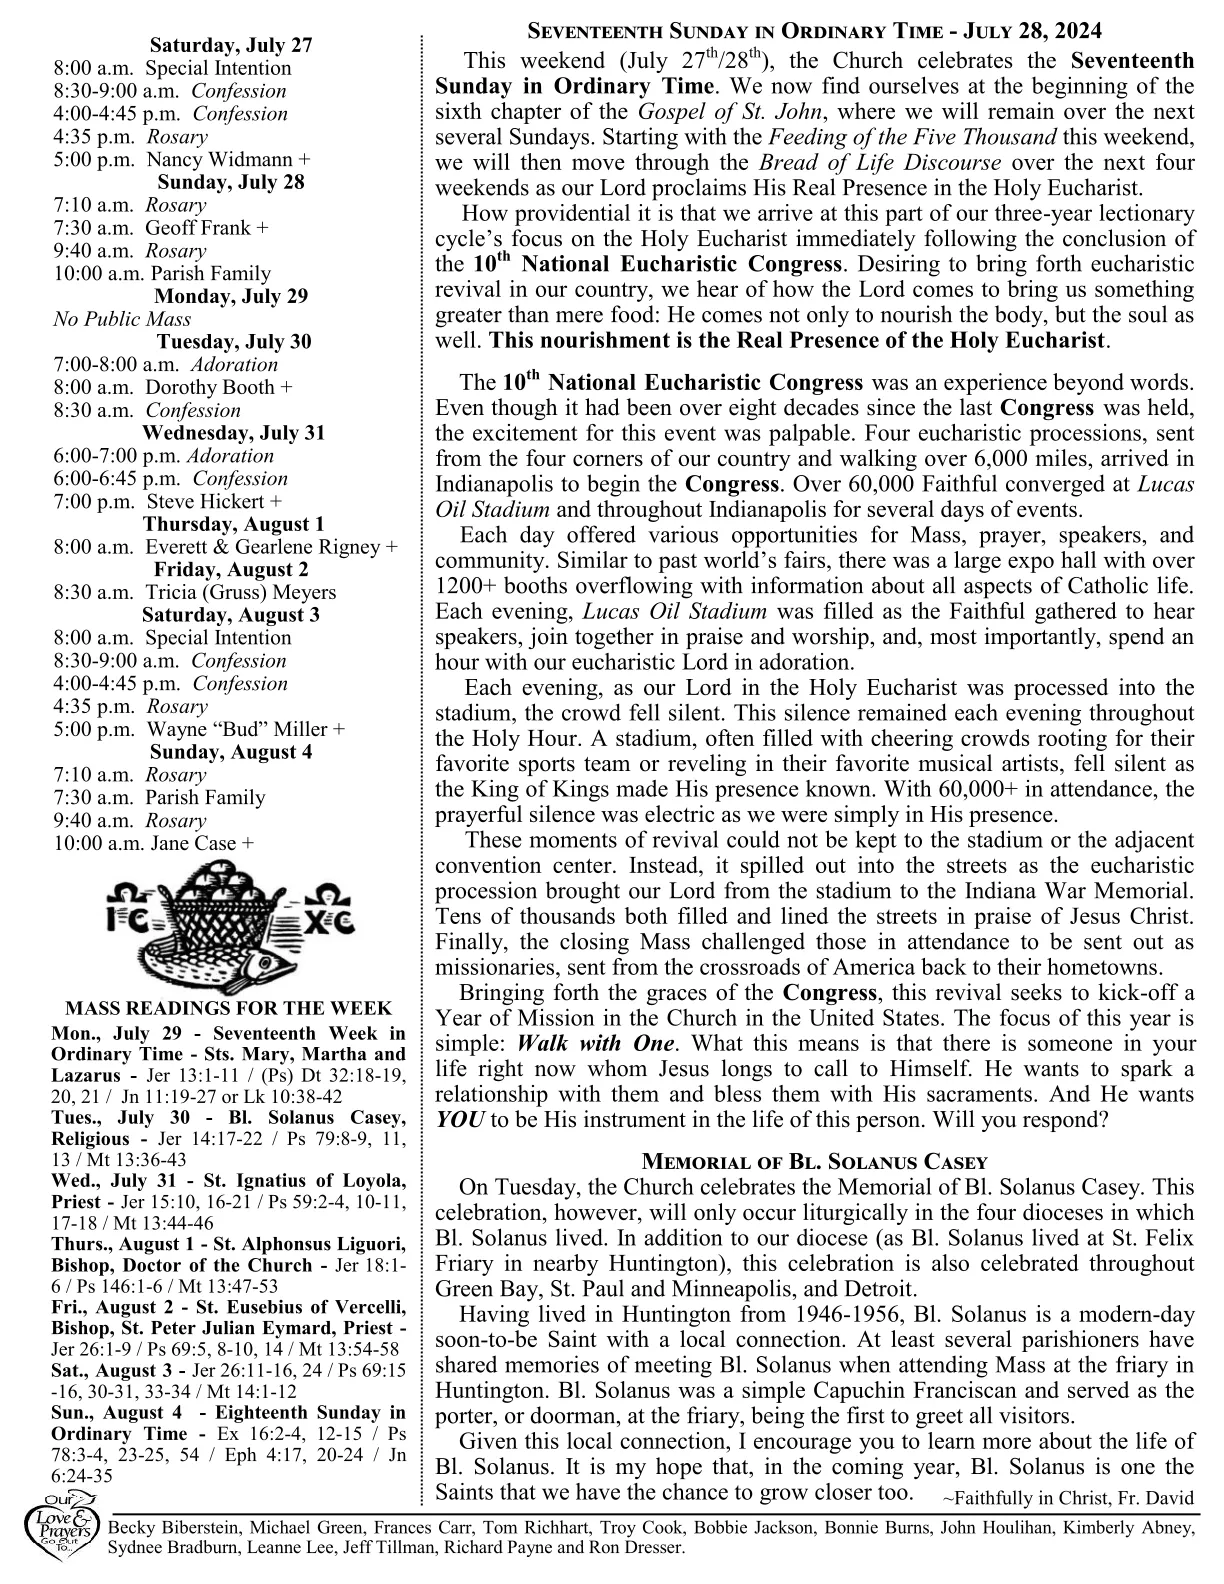 Saturday, July 27
8:00 a.m.  Special Intention
8:30-9:00 a.m.  Confession
4:00-4:45 p.m.  Confession
4:35 p.m.  Rosary
5:00 p.m.  Nancy Widmann +
Sunday, July 28
7:10 a.m.  Rosary
7:30 a.m.  Geoff Frank +
9:40 a.m.  Rosary
10:00 a.m. Parish Family
Monday, July 29
No Public Mass
Tuesday, July 30
7:00-8:00 a.m.  Adoration
8:00 a.m.  Dorothy Booth +
8:30 a.m.  Confession
Wednesday, July 31
6:00-7:00 p.m. Adoration
6:00-6:45 p.m.  Confession
7:00 p.m.  Steve Hickert +
Thursday, August 1
8:00 a.m.  Everett & Gearlene Rigney +
Friday, August 2
8:30 a.m.  Tricia (Gruss) Meyers
Saturday, August 3
8:00 a.m.  Special Intention
8:30-9:00 a.m.  Confession
4:00-4:45 p.m.  Confession
4:35 p.m.  Rosary
5:00 p.m.  Wayne “Bud” Miller +
Sunday, August 4
7:10 a.m.  Rosary
7:30 a.m.  Parish Family
9:40 a.m.  Rosary
10:00 a.m. Jane Case +
IC XC
MASS READINGS FOR THE WEEK
Mon., July 29 - Seventeenth Week in
Ordinary Time - Sts. Mary, Martha and
Lazarus - Jer 13:1-11 / (Ps) Dt 32:18-19,
20, 21 /  Jn 11:19-27 or Lk 10:38-42
Tues., July 30 - Bl. Solanus Casey,
Religious - Jer 14:17-22 / Ps 79:8-9, 11,
13 / Mt 13:36-43
Wed., July 31 - St. Ignatius of Loyola,
Priest - Jer 15:10, 16-21 / Ps 59:2-4, 10-11,
17-18 / Mt 13:44-46
Thurs., August 1 - St. Alphonsus Liguori,
Bishop, Doctor of the Church - Jer 18:1-
6 / Ps 146:1-6 / Mt 13:47-53
Fri., August 2 - St. Eusebius of Vercelli,
Bishop, St. Peter Julian Eymard, Priest -
Jer 26:1-9 / Ps 69:5, 8-10, 14 / Mt 13:54-58
Sat., August 3 - Jer 26:11-16, 24 / Ps 69:15
-16, 30-31, 33-34 / Mt 14:1-12
Sun., August 4  - Eighteenth Sunday in
Ordinary Time - Ex 16:2-4, 12-15 / Ps
78:3-4, 23-25, 54 / Eph 4:17, 20-24 / Jn
6:24-35
Seventeenth Sunday in Ordinary Time - July 28, 2024
This weekend (July 27th/28th), the Church celebrates the Seventeenth
Sunday in Ordinary Time. We now find ourselves at the beginning of the
sixth chapter of the Gospel of St. John, where we will remain over the next
several Sundays. Starting with the Feeding of the Five Thousand this weekend,
we will then move through the Bread of Life Discourse over the next four
weekends as our Lord proclaims His Real Presence in the Holy Eucharist.
How providential it is that we arrive at this part of our three-year lectionary
cycle’s focus on the Holy Eucharist immediately following the conclusion of
the 10th National Eucharistic Congress. Desiring to bring forth eucharistic
revival in our country, we hear of how the Lord comes to bring us something
greater than mere food: He comes not only to nourish the body, but the soul as
well. This nourishment is the Real Presence of the Holy Eucharist.
The 10th National Eucharistic Congress was an experience beyond words.
Even though it had been over eight decades since the last Congress was held,
the excitement for this event was palpable. Four eucharistic processions, sent
from the four corners of our country and walking over 6,000 miles, arrived in
Indianapolis to begin the Congress. Over 60,000 Faithful converged at Lucas
Oil Stadium and throughout Indianapolis for several days of events.
Each day offered various opportunities for Mass, prayer, speakers, and
community. Similar to past world’s fairs, there was a large expo hall with over
1200+ booths overflowing with information about all aspects of Catholic life.
Each evening, Lucas Oil Stadium was filled as the Faithful gathered to hear
speakers, join together in praise and worship, and, most importantly, spend an
hour with our eucharistic Lord in adoration.
Each evening, as our Lord in the Holy Eucharist was processed into the
stadium, the crowd fell silent. This silence remained each evening throughout
the Holy Hour. A stadium, often filled with cheering crowds rooting for their
favorite sports team or reveling in their favorite musical artists, fell silent as
the King of Kings made His presence known. With 60,000+ in attendance, the
prayerful silence was electric as we were simply in His presence.
These moments of revival could not be kept to the stadium or the adjacent
convention center. Instead, it spilled out into the streets as the eucharistic
procession brought our Lord from the stadium to the Indiana War Memorial.
Tens of thousands both filled and lined the streets in praise of Jesus Christ.
Finally, the closing Mass challenged those in attendance to be sent out as
missionaries, sent from the crossroads of America back to their hometowns.
Bringing forth the graces of the Congress, this revival seeks to kick-off a
Year of Mission in the Church in the United States. The focus of this year is
simple: Walk with One. What this means is that there is someone in your
life right now whom Jesus longs to call to Himself. He wants to spark a
relationship with them and bless them with His sacraments. And He wants
YOU to be His instrument in the life of this person. Will you respond?
Memorial of Bl. Solanus Casey
On Tuesday, the Church celebrates the Memorial of Bl. Solanus Casey. This
celebration, however, will only occur liturgically in the four dioceses in which
Bl. Solanus lived. In addition to our diocese (as Bl. Solanus lived at St. Felix
Friary in nearby Huntington), this celebration is also celebrated throughout
Green Bay, St. Paul and Minneapolis, and Detroit.
Having lived in Huntington from 1946-1956, Bl. Solanus is a modern-day
soon-to-be Saint with a local connection. At least several parishioners have
shared memories of meeting Bl. Solanus when attending Mass at the friary in
Huntington. Bl. Solanus was a simple Capuchin Franciscan and served as the
porter, or doorman, at the friary, being the first to greet all visitors.
Given this local connection, I encourage you to learn more about the life of
Bl. Solanus. It is my hope that, in the coming year, Bl. Solanus is one the
Saints that we have the chance to grow closer too.
~Faithfully in Christ, Fr. David
Our
Love &
Prayers
Go Out
To...
Becky Biberstein, Michael Green, Frances Carr, Tom Richhart, Troy Cook, Bobbie Jackson, Bonnie Burns, John Houlihan, Kimberly Abney,
Sydnee Bradburn, Leanne Lee, Jeff Tillman, Richard Payne and Ron Dresser.